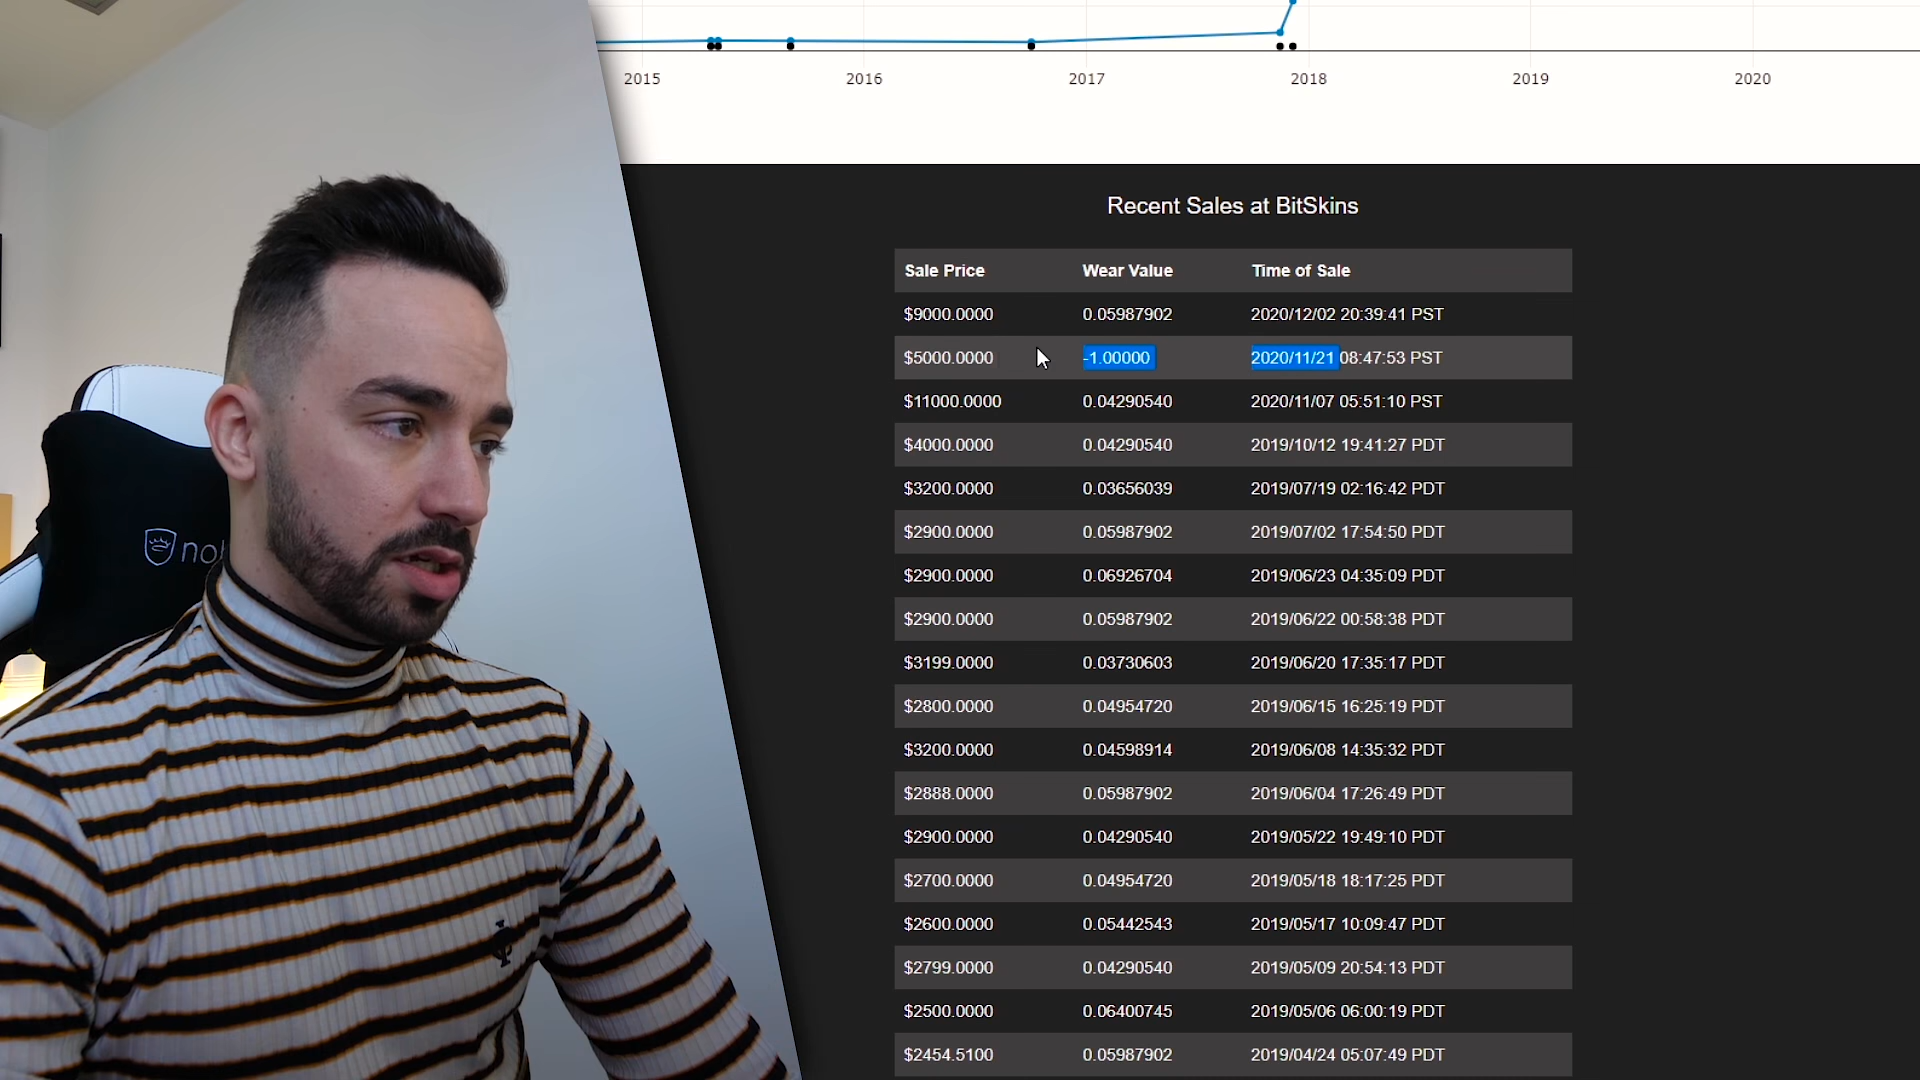 2015 2016 2017 2018 2019 2020
Recent Sales at BitSkins
Sale Price Wear Value Time of Sale
$9000.0000 0.05987902 2020/12/02 20:39:41 PST
$5000.0000 -1.00000 2020/11/21 08:47:53 PST
$11000.0000 0.04290540 2020/11/07 05:51:10 PST
$4000.0000 0.04290540 2019/10/12 19:41:27 PDT
$3200.0000 0.03656039 2019/07/19 02:16:42 PDT
$2900.0000 0.05987902 2019/07/02 17:54:50 PDT
$2900.0000 0.06926704 2019/06/23 04:35:09 PDT
$2900.0000 0.05987902 2019/06/22 00:58:38 PDT
$3199.0000 0.03730603 2019/06/20 17:35:17 PDT
$2800.0000 0.04954720 2019/06/15 16:25:19 PDT
$3200.0000 0.04598914 2019/06/08 14:35:32 PDT
$2888.0000 0.05987902 2019/06/04 17:26:49 PDT
$2900.0000 0.04290540 2019/05/22 19:49:10 PDT
$2700.0000 0.04954720 2019/05/18 18:17:25 PDT
$2600.0000 0.05442543 2019/05/17 10:09:47 PDT
$2799.0000 0.04290540 2019/05/09 20:54:13 PDT
$2500.0000 0.06400745 2019/05/06 06:00:19 PDT
$2454.5100 0.05987902 2019/04/24 05:07:49 PDT